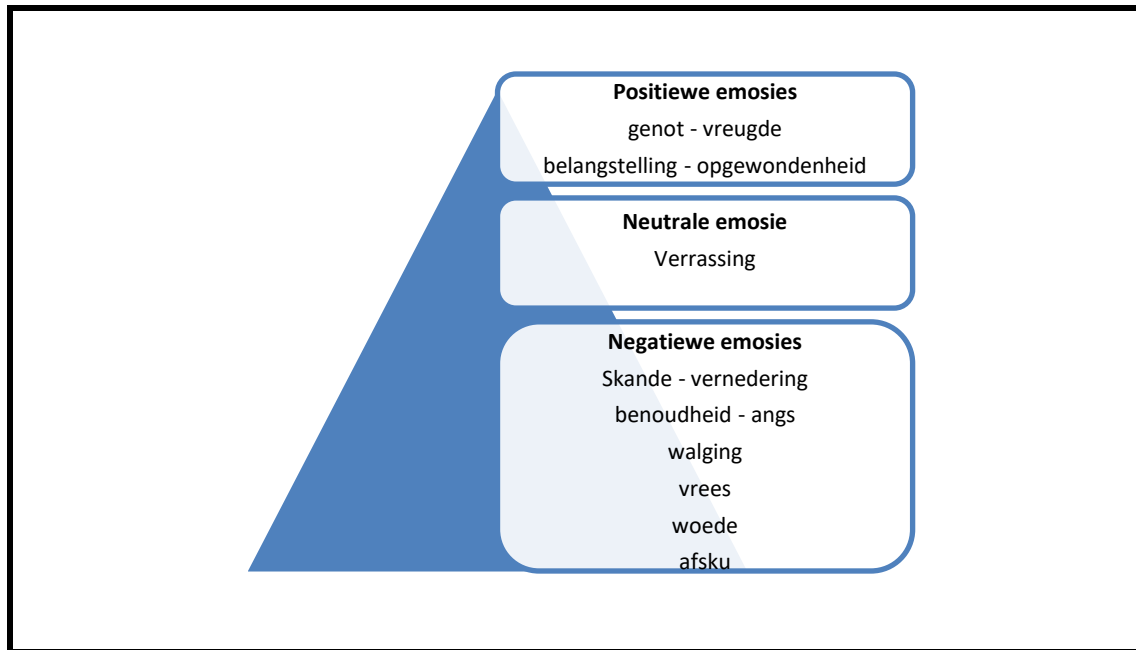 Positiewe emosies
genot - vreugde
belangstelling - opgewondenheid
Neutrale emosie
Verrassing
Negatiewe emosies
Skande - vernedering
benoudheid - angs
walging
vrees
woede
afsku